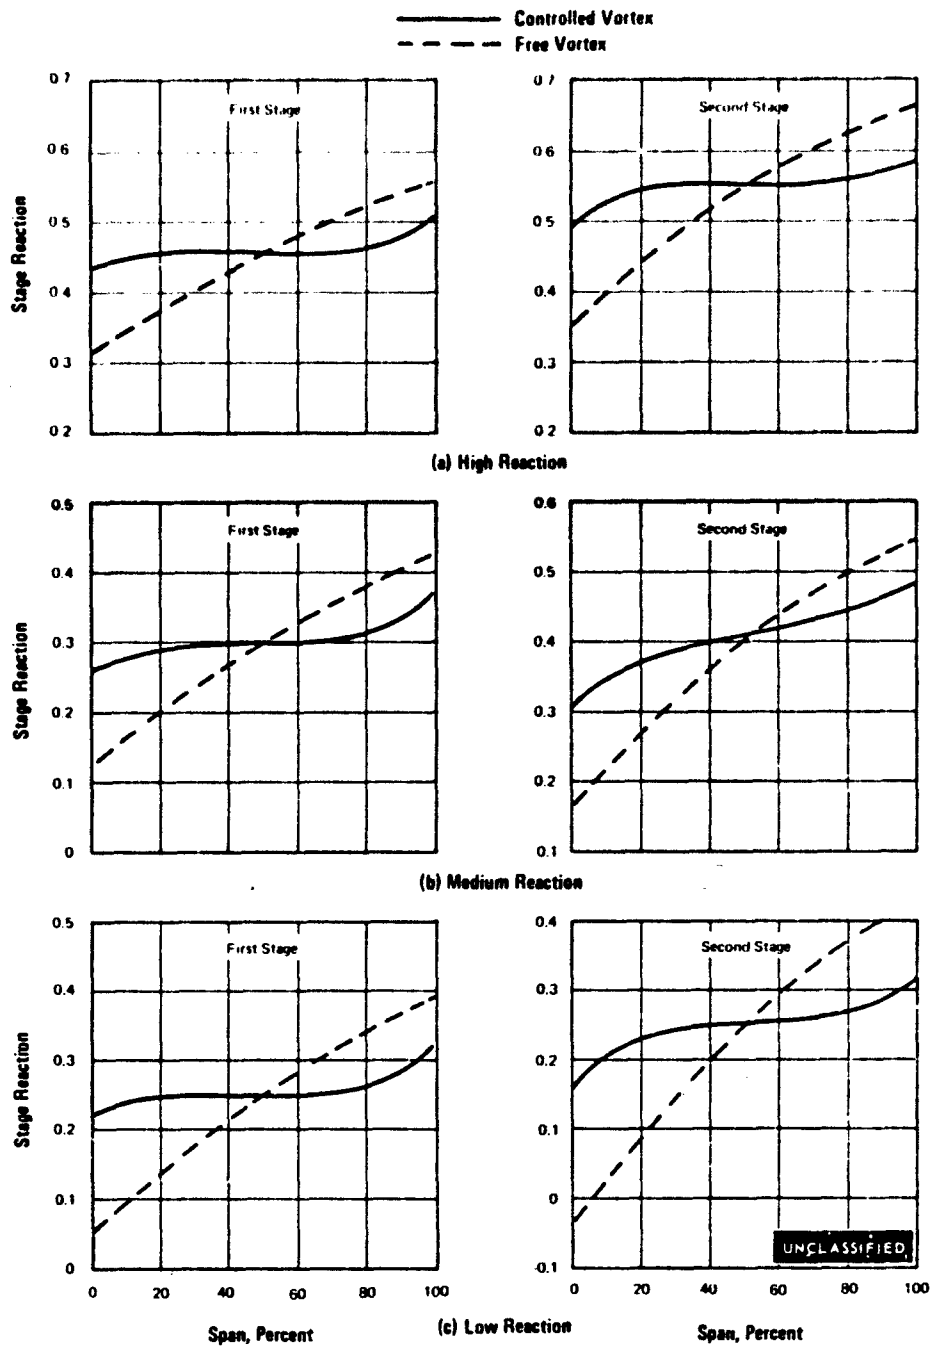 Controlled Vortex
Free Vortex
First Stage
Second Stage
0.7
0.6
0.5
0.4
0.3
0.2
0.7
0.6
0.5
0.4
0.3
0.2
Stage Reaction
(a) High Reaction
First Stage
Second Stage
0.5
0.4
0.3
0.2
0.1
0
0.6
0.5
0.4
0.3
0.2
0.1
Stage Reaction
(b) Medium Reaction
First Stage
Second Stage
0.5
0.4
0.3
0.2
0.1
0
0.4
0.3
0.2
0.1
0
-0.1
Stage Reaction
UNCLASSIFIED
0 20 40 60 80 100
0 20 40 60 80 100
(c) Low Reaction
Span, Percent
Span, Percent